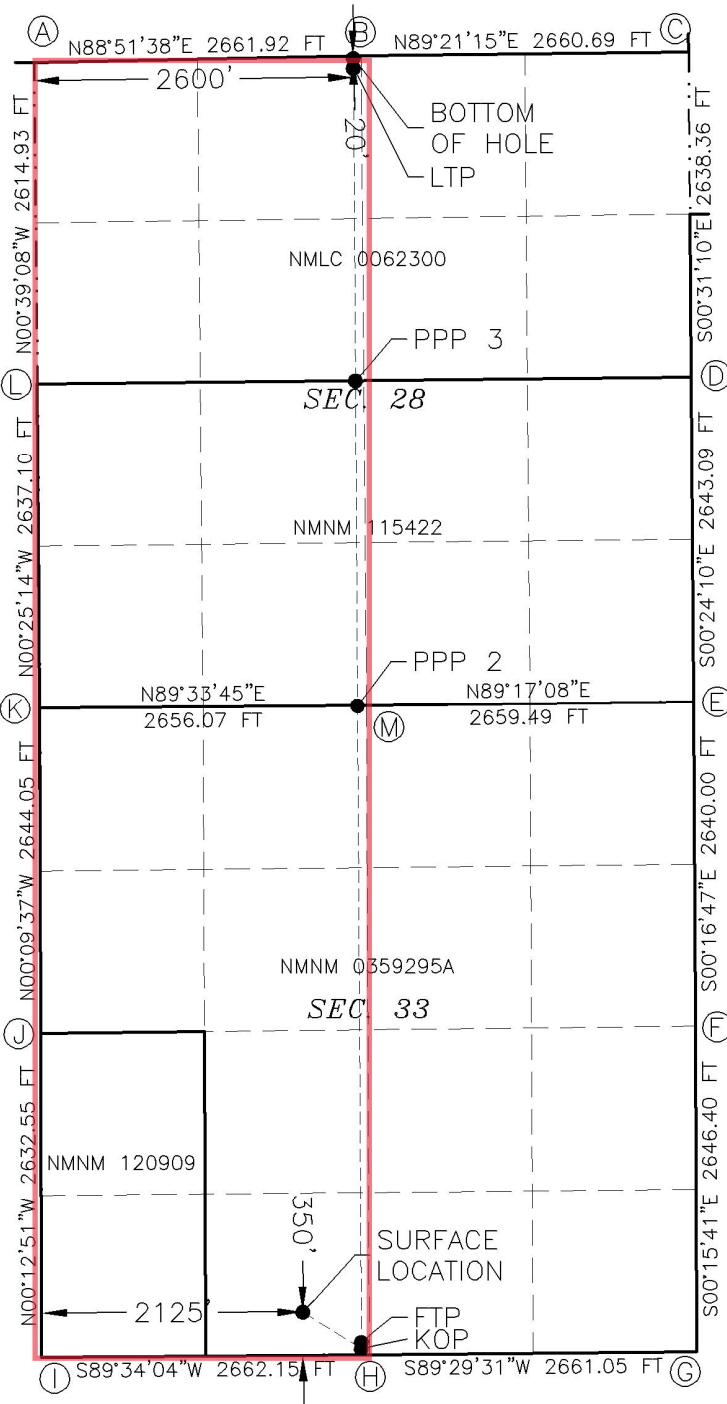 A
B
C
N88°51'38"E 2661.92 FT
N89°21'15"E 2660.69 FT
2600'
20'
BOTTOM
OF HOLE
LTP
N00°39'08"W 2614.93 FT
S00°31'10"E 2638.36 FT
NMLC 0062300
PPP 3
L
D
SEC. 28
N00°25'14"W 2637.10 FT
S00°24'10"E 2643.09 FT
NMNM 115422
PPP 2
N89°33'45"E
2656.07 FT
N89°17'08"E
2659.49 FT
K
M
E
N00°09'37"W 2644.05 FT
S00°16'47"E 2640.00 FT
NMNM 0359295A
SEC. 33
J
F
N00°12'51"W 2632.55 FT
S00°15'41"E 2646.40 FT
NMNM 120909
350'
SURFACE
LOCATION
2125'
FTP
KOP
S89°34'04"W 2662.15 FT
S89°29'31"W 2661.05 FT
I
H
G